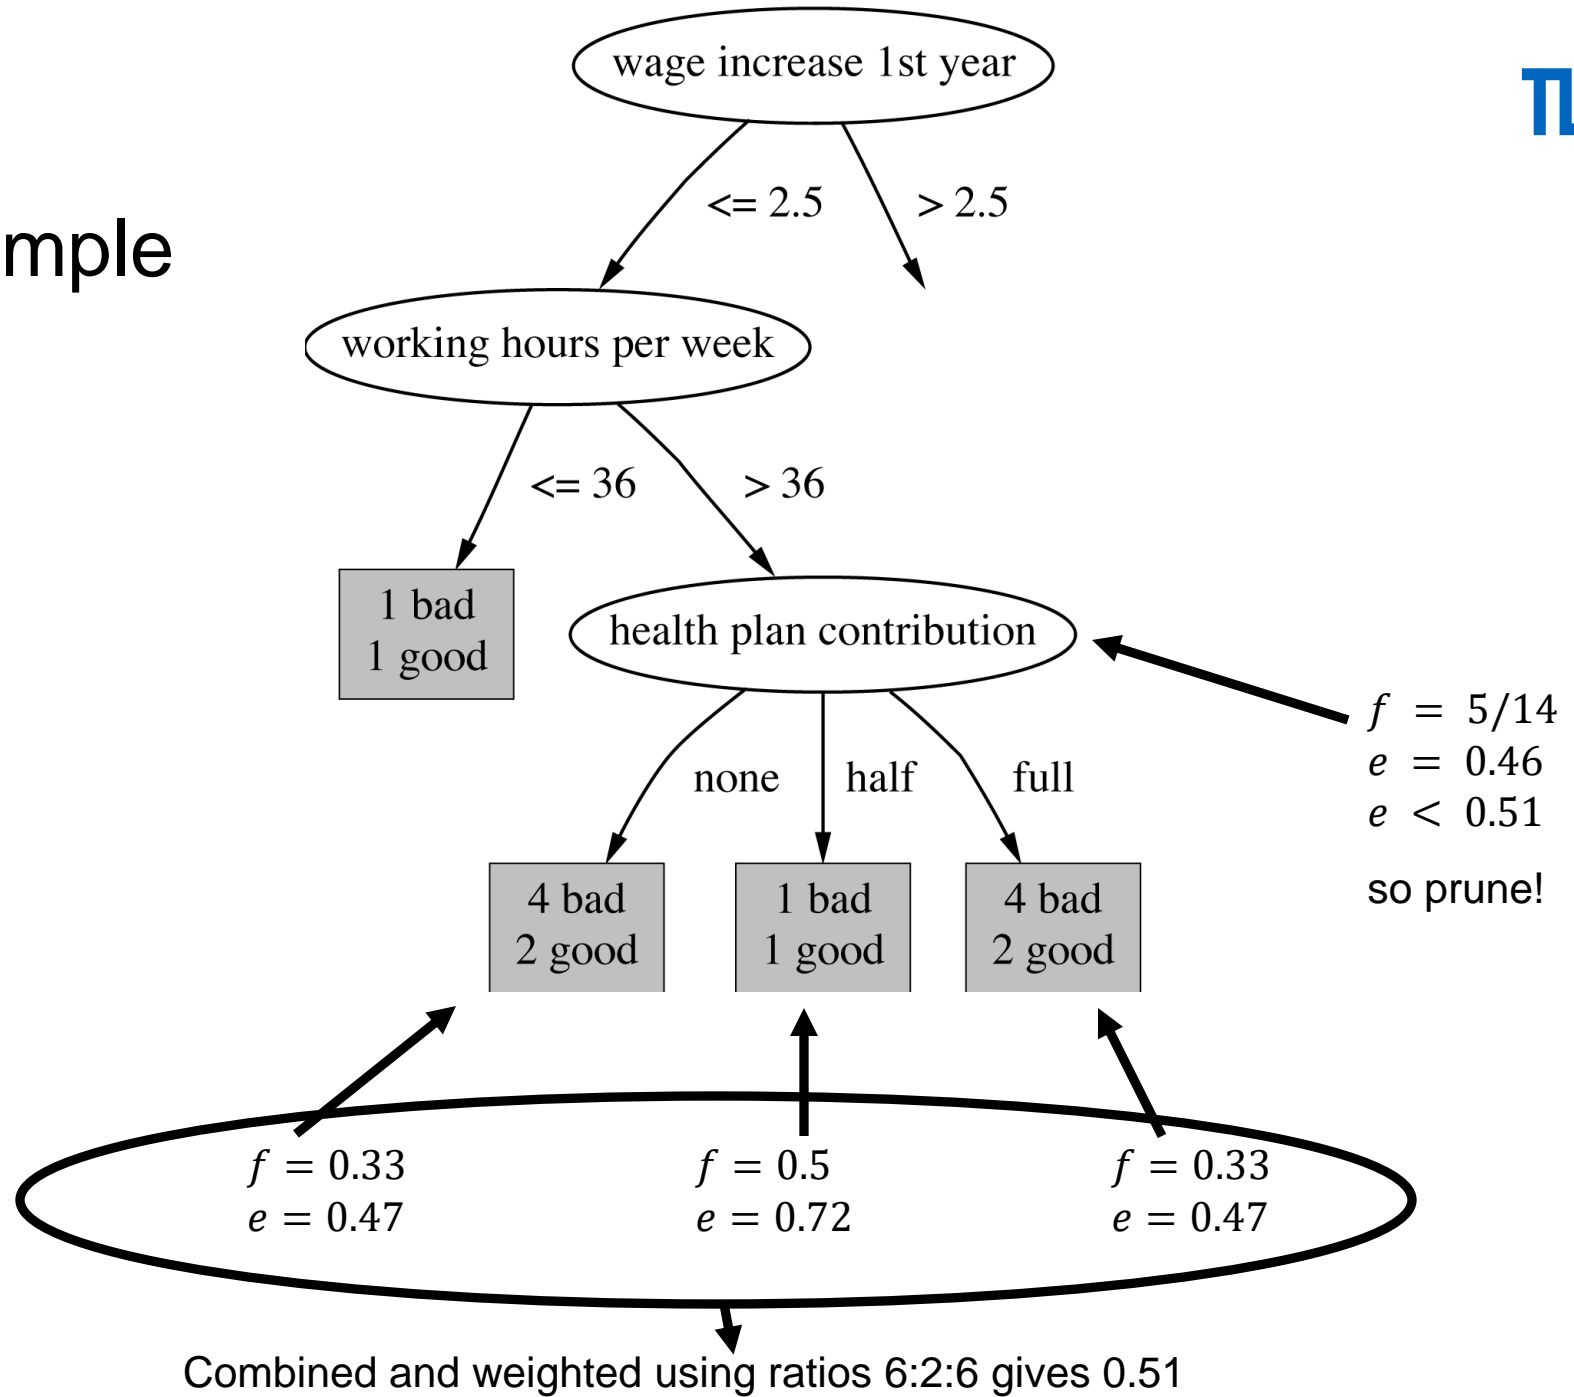 wage increase 1st year
<= 2.5
> 2.5
mple
working hours per week
<= 36
> 36
1 bad
1 good
health plan contribution
f = 5/14
e = 0.46
e < 0.51
so prune!
none
half
full
4 bad
2 good
1 bad
1 good
4 bad
2 good
f = 0.33
e = 0.47
f = 0.5
e = 0.72
f = 0.33
e = 0.47
Combined and weighted using ratios 6:2:6 gives 0.51